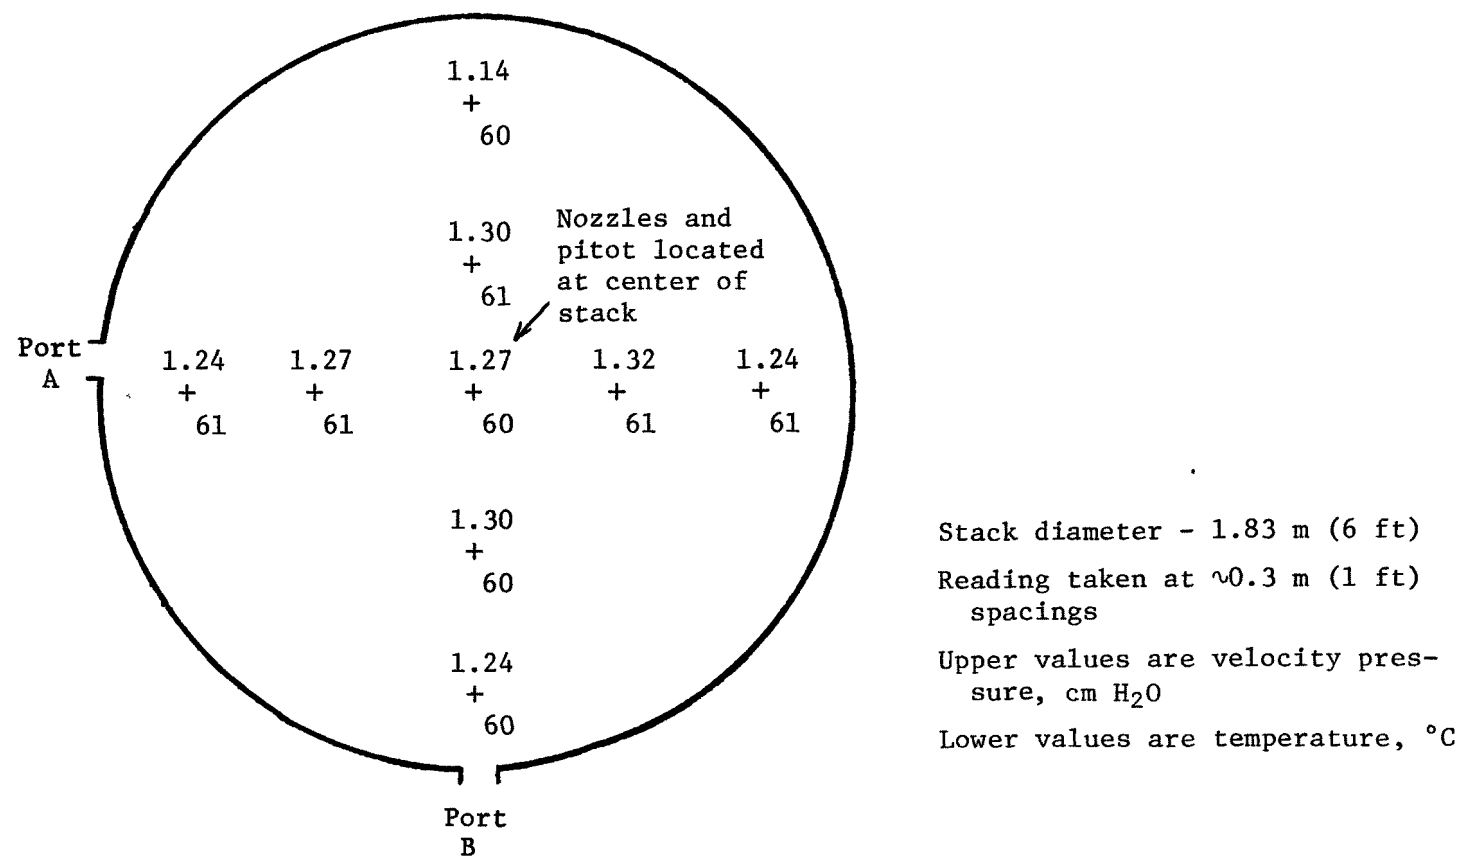 1.14
+
60
1.30
+
61
Nozzles and
pitot located
at center of
stack
Port
A
1.24 1.27 1.27 1.32 1.24
+ + + + +
61 61 60 61 61
1.30
+
60
1.24
+
60
Port
B
Stack diameter - 1.83 m (6 ft)
Reading taken at ~0.3 m (1 ft)
spacings
Upper values are velocity pres-
sure, cm H₂O
Lower values are temperature, °C